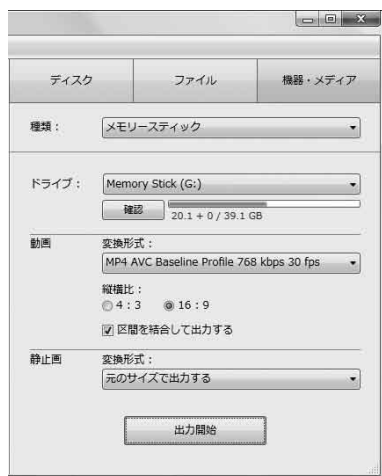 ディスク ファイル 機器・メディア
種類： メモリースティック
ドライブ： Memory Stick (G:)
確認 20.1 + 0 / 39.1 GB
動画 変換形式：
MP4 AVC Baseline Profile 768 kbps 30 fps
縦横比：
4：3 16：9
区間を結合して出力する
静止画 変換形式：
元のサイズで出力する
出力開始